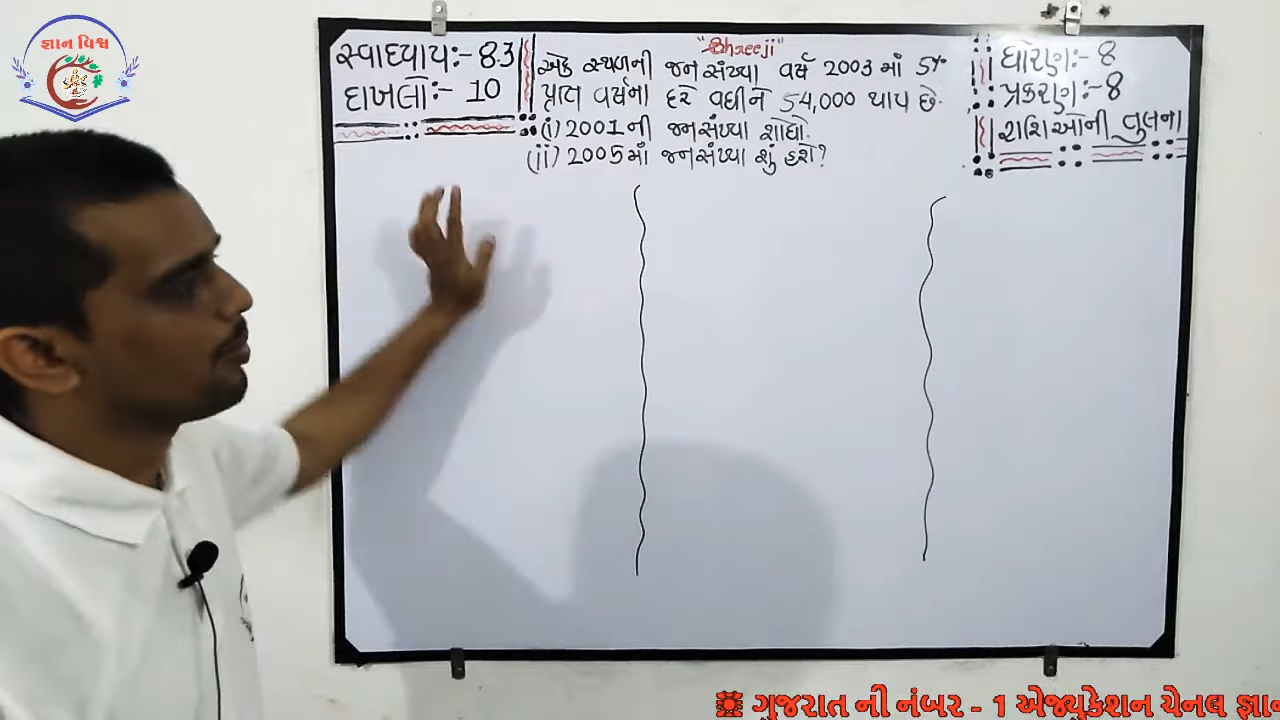 જ્ઞાન વિશ્વ
સ્વાધ્યાય:- 8.3
દાખલો:- 10
"Shreeji"
એક સ્થળની જનસંખ્યા વર્ષ 2003 માં 5%
પ્રતિ વર્ષના દરે વધીને 54,000 થાય છે.
(i) 2001 ની જનસંખ્યા શોધો.
(ii) 2005 માં જનસંખ્યા શું હશે?
ધોરણ:- 8
પ્રકરણ:- 8
રાશિઓની તુલના
ગુજરાત ની નંબર - 1 એજ્યુકેશન ચેનલ જ્ઞાન